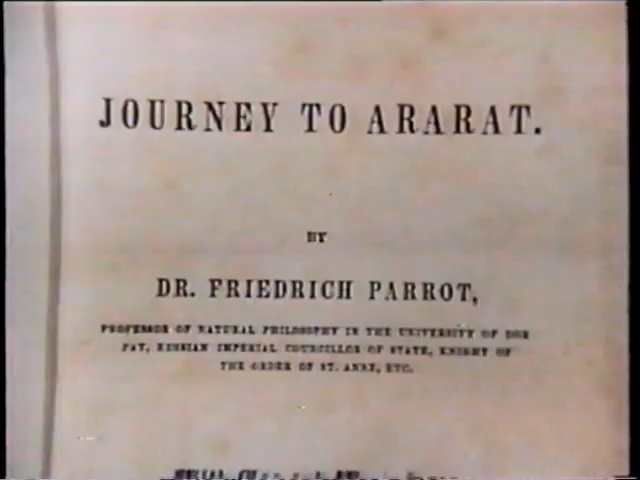 JOURNEY TO ARARAT.
BY
DR. FRIEDRICH PARROT,
PROFESSOR OF NATURAL PHILOSOPHY IN THE UNIVERSITY OF DOR
PAT, RUSSIAN IMPERIAL COUNCILLOR OF STATE, KNIGHT OF
THE ORDER OF ST. ANNE, ETC.